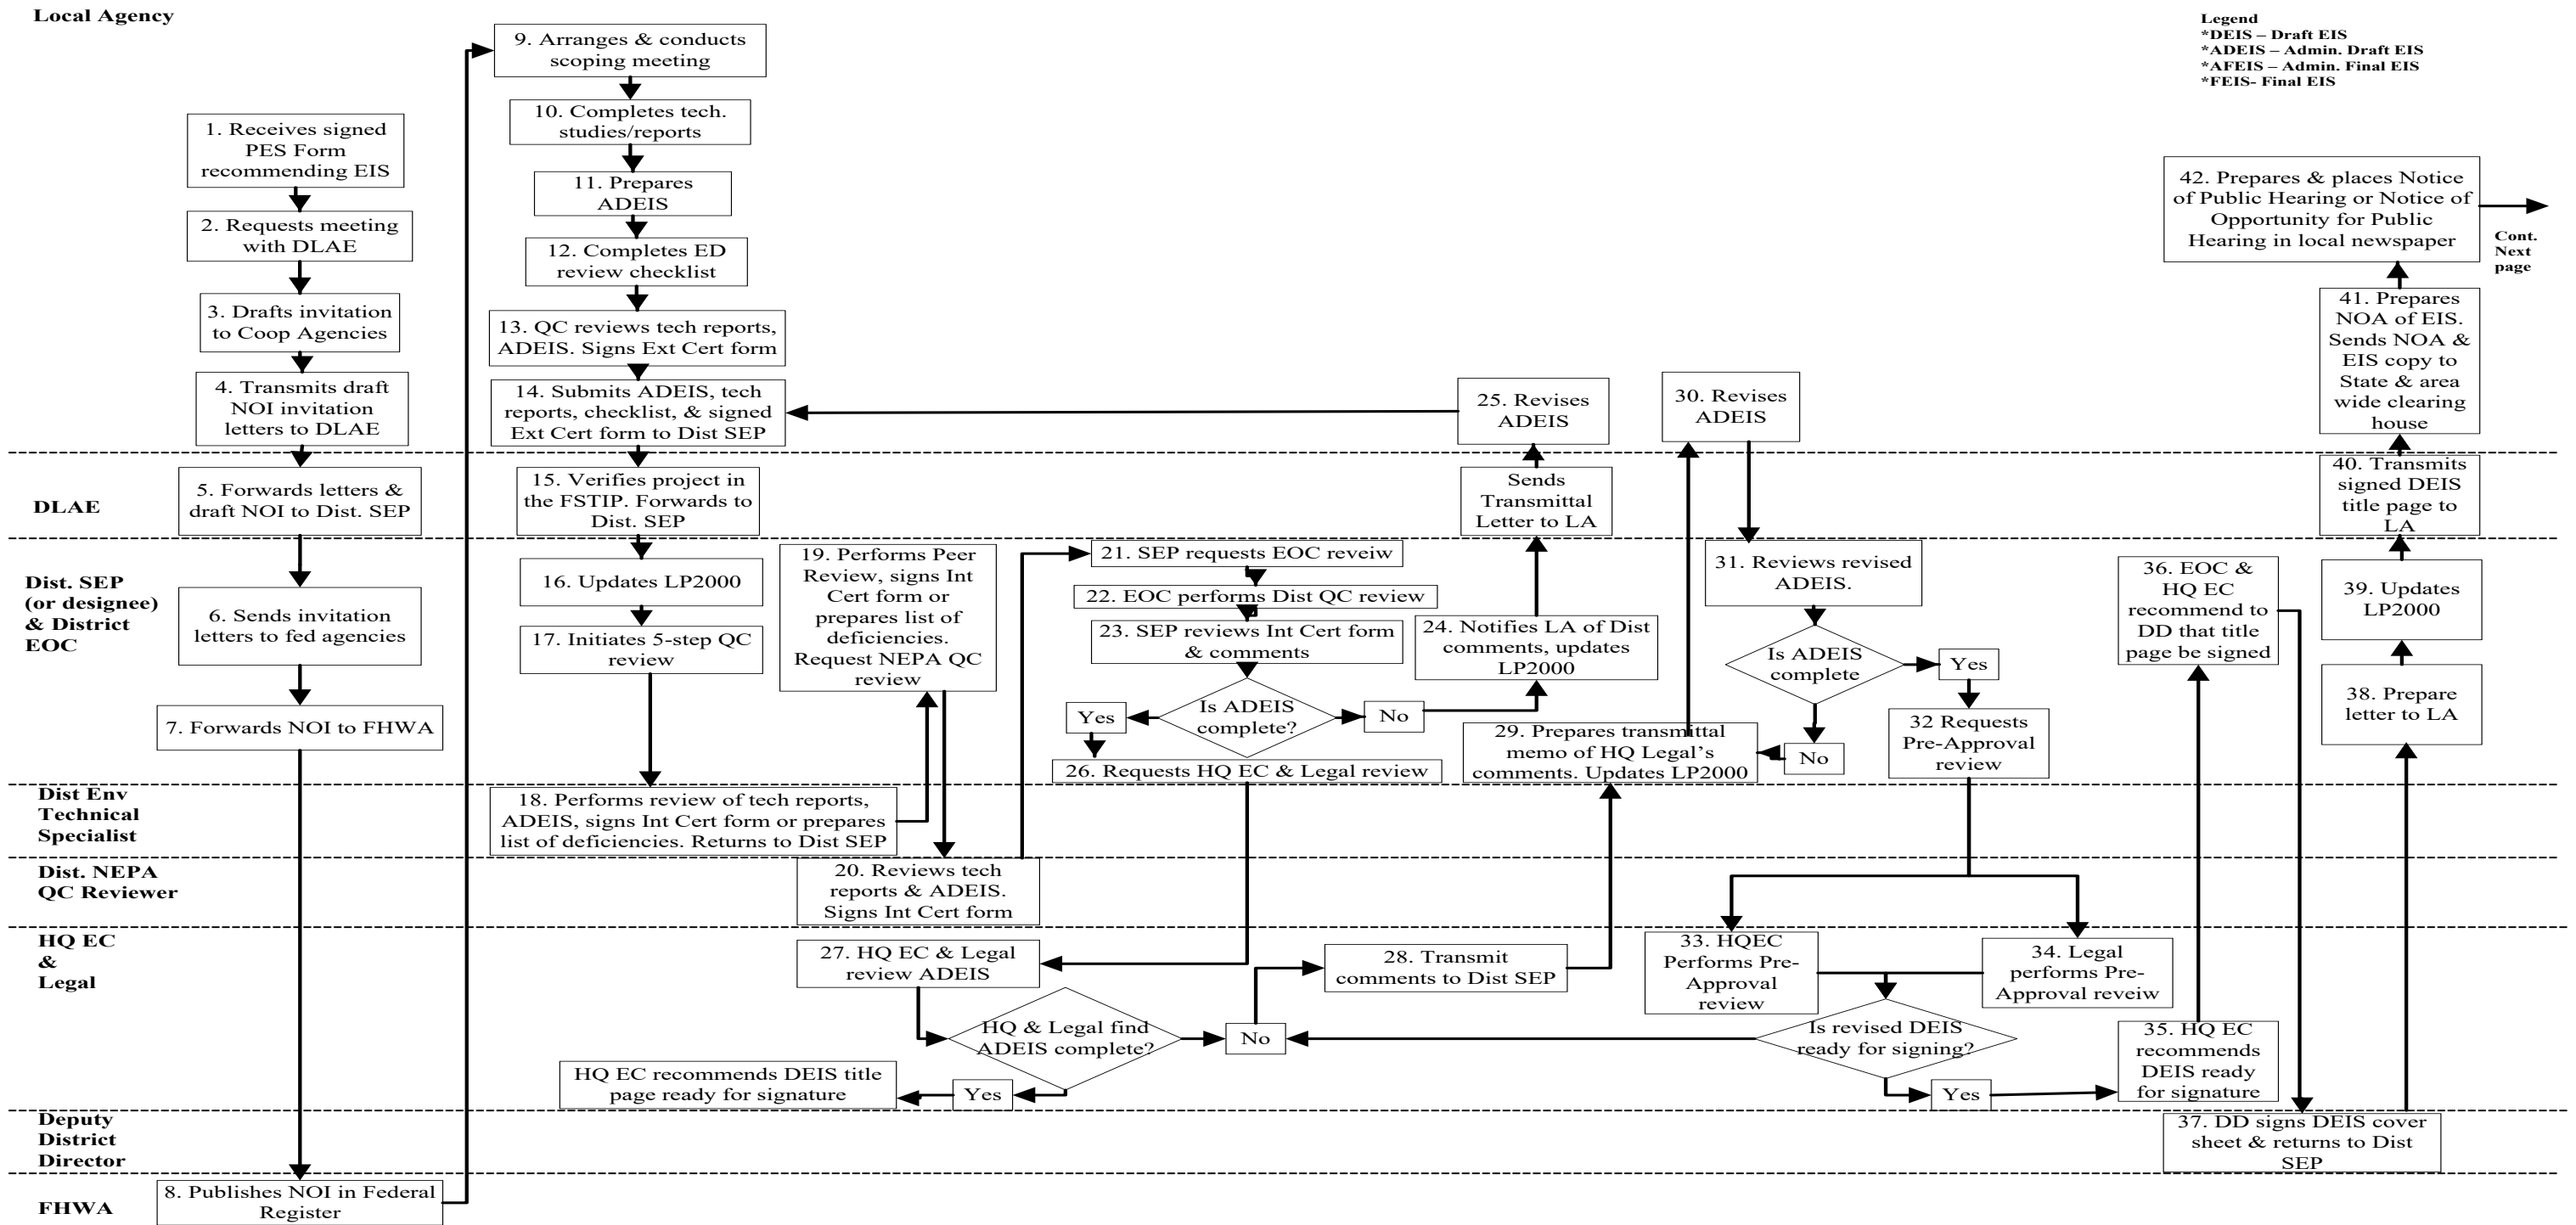 Local Agency
Legend
*DEIS – Draft EIS
*ADEIS – Admin. Draft EIS
*AFEIS – Admin. Final EIS
*FEIS- Final EIS
1. Receives signed
PES Form
recommending EIS
2. Requests meeting
with DLAE
3. Drafts invitation
to Coop Agencies
4. Transmits draft
NOI invitation
letters to DLAE
9. Arranges & conducts
scoping meeting
10. Completes tech.
studies/reports
11. Prepares
ADEIS
12. Completes ED
review checklist
13. QC reviews tech reports,
ADEIS. Signs Ext Cert form
14. Submits ADEIS, tech
reports, checklist, & signed
Ext Cert form to Dist SEP
25. Revises
ADEIS
30. Revises
ADEIS
42. Prepares & places Notice
of Public Hearing or Notice of
Opportunity for Public
Hearing in local newspaper
Cont.
Next
page
41. Prepares
NOA of EIS.
Sends NOA &
EIS copy to
State & area
wide clearing
house
DLAE
5. Forwards letters &
draft NOI to Dist. SEP
15. Verifies project in
the FSTIP. Forwards to
Dist. SEP
Sends
Transmittal
Letter to LA
40. Transmits
signed DEIS
title page to
LA
Dist. SEP
(or designee)
& District
EOC
6. Sends invitation
letters to fed agencies
7. Forwards NOI to FHWA
16. Updates LP2000
17. Initiates 5-step QC
review
19. Performs Peer
Review, signs Int
Cert form or
prepares list of
deficiencies.
Request NEPA QC
review
21. SEP requests EOC reveiw
22. EOC performs Dist QC review
23. SEP reviews Int Cert form
& comments
Is ADEIS
complete?
Yes
No
24. Notifies LA of Dist
comments, updates
LP2000
26. Requests HQ EC & Legal review
29. Prepares transmittal
memo of HQ Legal's
comments. Updates LP2000
31. Reviews revised
ADEIS.
Is ADEIS
complete
Yes
No
32 Requests
Pre-Approval
review
36. EOC &
HQ EC
recommend to
DD that title
page be signed
39. Updates
LP2000
38. Prepare
letter to LA
Dist Env
Technical
Specialist
18. Performs review of tech reports,
ADEIS, signs Int Cert form or prepares
list of deficiencies. Returns to Dist SEP
Dist. NEPA
QC Reviewer
20. Reviews tech
reports & ADEIS.
Signs Int Cert form
HQ EC
&
Legal
27. HQ EC & Legal
review ADEIS
HQ & Legal find
ADEIS complete?
No
Yes
HQ EC recommends DEIS title
page ready for signature
28. Transmit
comments to Dist SEP
33. HQEC
Performs Pre-
Approval
review
34. Legal
performs Pre-
Approval reveiw
Is revised DEIS
ready for signing?
Yes
35. HQ EC
recommends
DEIS ready
for signature
Deputy
District
Director
37. DD signs DEIS cover
sheet & returns to Dist
SEP
FHWA
8. Publishes NOI in Federal
Register